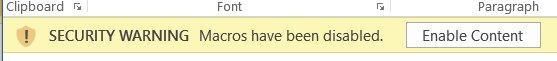 Clipboard Font Paragraph
SECURITY WARNING Macros have been disabled. Enable Content